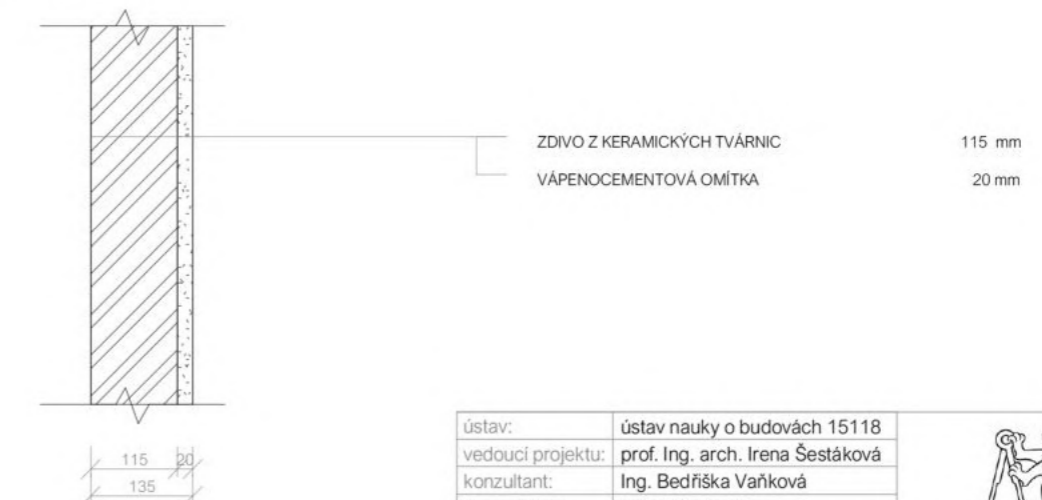 ZDIVO Z KERAMICKÝCH TVÁRNIC 115 mm
VÁPENOCEMENTOVÁ OMÍTKA 20 mm
115 20
135
ústav: ústav nauky o budovách 15118
vedoucí projektu: prof. Ing. arch. Irena Šestáková
konzultant: Ing. Bedřiška Vaňková